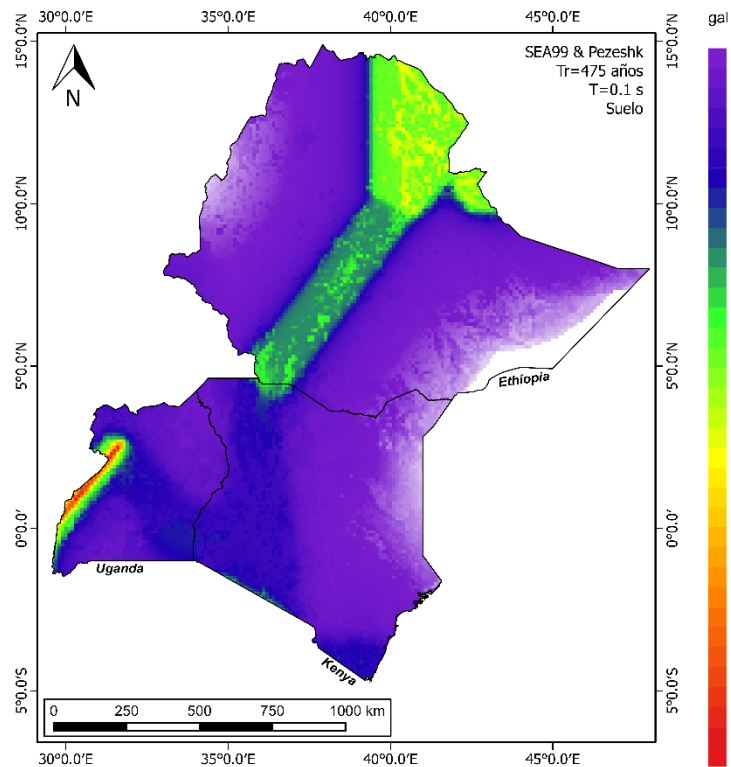 30°0.0′ 35°0.0′E 40°0.0′E 45°0.0′E
gal
15°0.0′N 15°0.0′N
SEA99 & Pezeshk
Tr=475 años
T=0.1 s
Suelo
N
10°0.0′N 10°0.0′N
5°0.0′N 5°0.0′N
Ethiopia
0°0.0′ 0°0.0′
Uganda
Kenya
5°0.0′S 5°0.0′S
0 250 500 750 1000 km
30°0.0′E 35°0.0′E 40°0.0′E 45°0.0′E